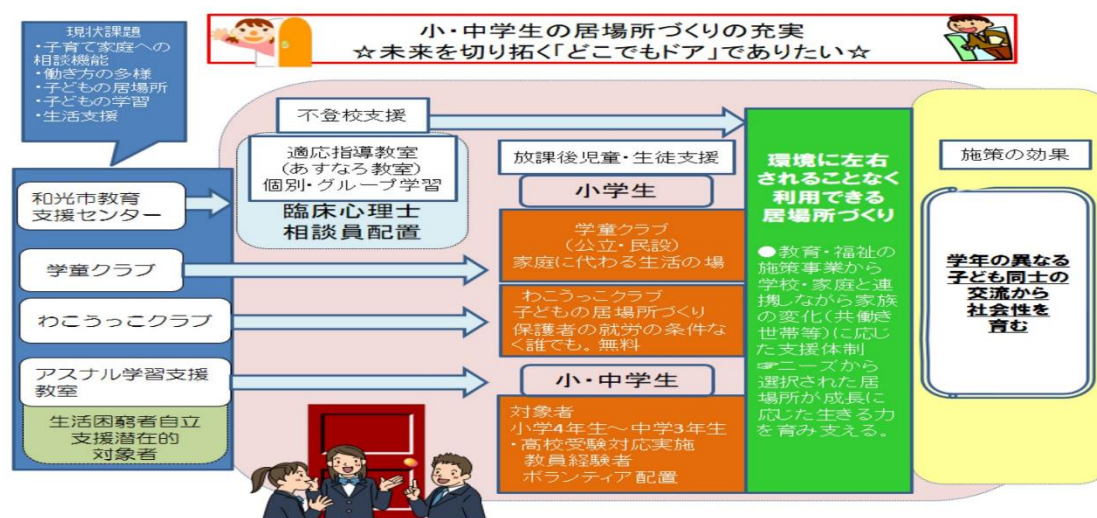 小・中学生の居場所づくりの充実
☆未来を切り拓く「どこでもドア」でありたい☆
現状課題
・子育て家庭への
相談機能
・働き方の多様
・子どもの居場所
・子どもの学習
・生活支援
和光市教育
支援センター
学童クラブ
わこうっこクラブ
アスナル学習支援
教室
生活困窮者自立
支援潜在的
対象者
不登校支援
適応指導教室
(あすなろ教室)
個別・グループ学習
臨床心理士
相談員配置
放課後児童・生徒支援
小学生
学童クラブ
(公立・民設)
家庭に代わる生活の場
わこうっこクラブ
子どもの居場所づくり
保護者の就労の条件な
く誰でも。無料
小・中学生
対象者
小学4年生～中学3年生
・高校受験対応実施
教員経験者
ボランティア配置
環境に左右
されることなく
利用できる
居場所づくり
●教育・福祉の
施策事業から
学校・家庭と連
携しながら家族
の変化(共働き
世帯等)に応じ
た支援体制
☞ニーズから
選択された居
場所が成長に
応じた生きる力
を育み支える。
施策の効果
学年の異なる
子ども同士の
交流から
社会性を
育む